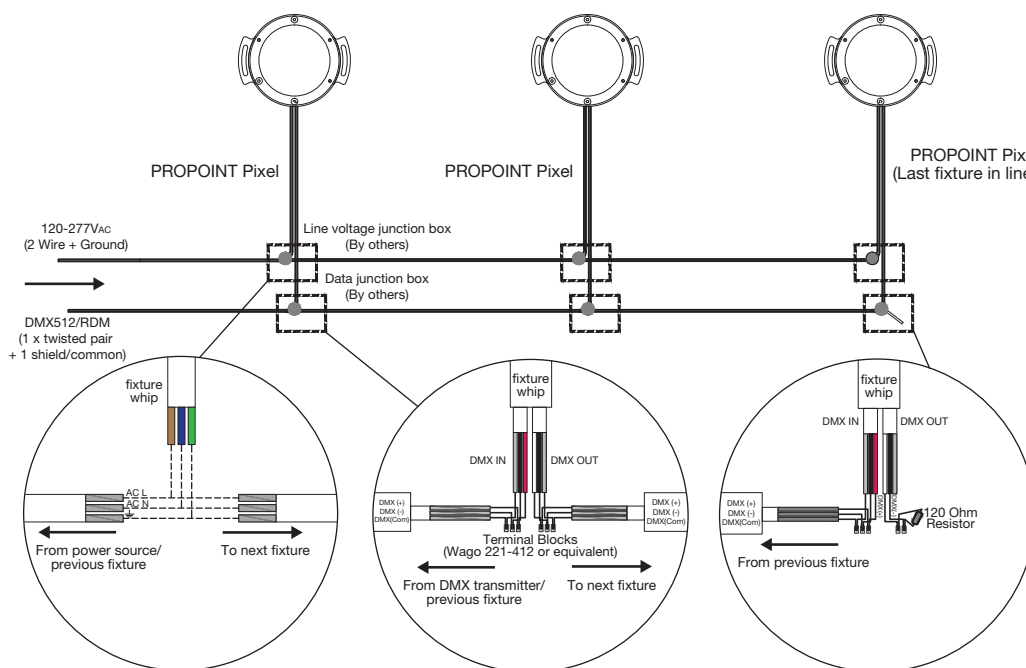 PROPOINT Pixel
PROPOINT Pixel
PROPOINT Pix
(Last fixture in line
120-277VAC
(2 Wire + Ground)
Line voltage junction box
(By others)
Data junction box
(By others)
DMX512/RDM
(1 x twisted pair
+ 1 shield/common)
fixture
whip
AC L
AC N
From power source/
previous fixture
To next fixture
fixture
whip
DMX IN
DMX OUT
DMX (+)
DMX (-)
DMX(Com)
DMX (+)
DMX (-)
DMX(Com)
Terminal Blocks
(Wago 221-412 or equivalent)
From DMX transmitter/
previous fixture
To next fixture
fixture
whip
DMX IN
DMX OUT
DMX (+)
DMX (-)
DMX(Com)
DMX(+)
DMX(-)
120 Ohm
Resistor
From previous fixture